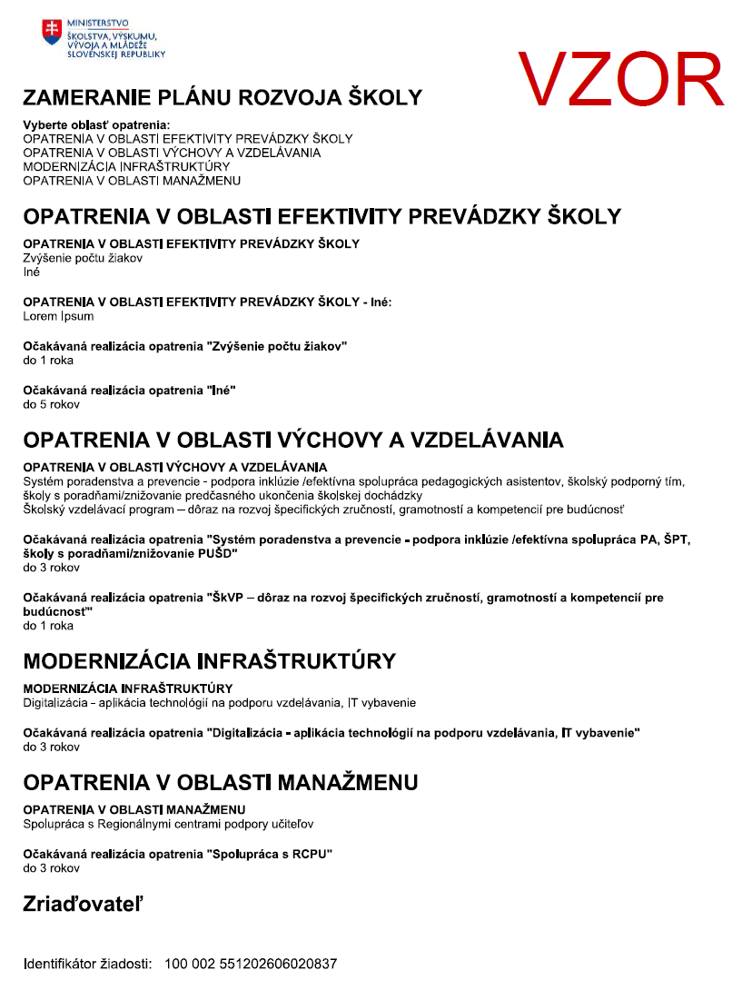 MINISTERSTVO
ŠKOLSTVA, VÝSKUMU,
VÝVOJA A MLÁDEŽE
SLOVENSKEJ REPUBLIKY
VZOR
ZAMERANIE PLÁNU ROZVOJA ŠKOLY
Vyberte oblasť opatrenia:
OPATRENIA V OBLASTI EFEKTIVITY PREVÁDZKY ŠKOLY
OPATRENIA V OBLASTI VÝCHOVY A VZDELÁVANIA
MODERNIZÁCIA INFRAŠTRUKTÚRY
OPATRENIA V OBLASTI MANAŽMENU
OPATRENIA V OBLASTI EFEKTIVITY PREVÁDZKY ŠKOLY
OPATRENIA V OBLASTI EFEKTIVITY PREVÁDZKY ŠKOLY
Zvýšenie počtu žiakov
Iné
OPATRENIA V OBLASTI EFEKTIVITY PREVÁDZKY ŠKOLY - Iné:
Lorem Ipsum
Očakávaná realizácia opatrenia "Zvýšenie počtu žiakov"
do 1 roka
Očakávaná realizácia opatrenia "Iné"
do 5 rokov
OPATRENIA V OBLASTI VÝCHOVY A VZDELÁVANIA
OPATRENIA V OBLASTI VÝCHOVY A VZDELÁVANIA
Systém poradenstva a prevencie - podpora inklúzie /efektívna spolupráca pedagogických asistentov, školský podporný tím,
školy s poradňami/znižovanie predčasného ukončenia školskej dochádzky
Školský vzdelávací program – dôraz na rozvoj špecifických zručností, gramotností a kompetencií pre budúcnosť
Očakávaná realizácia opatrenia "Systém poradenstva a prevencie - podpora inklúzie /efektívna spolupráca PA, ŠPT,
školy s poradňami/znižovanie PUŠD"
do 3 rokov
Očakávaná realizácia opatrenia "ŠkVP – dôraz na rozvoj špecifických zručností, gramotností a kompetencií pre
budúcnosť"
do 1 roka
MODERNIZÁCIA INFRAŠTRUKTÚRY
MODERNIZÁCIA INFRAŠTRUKTÚRY
Digitalizácia - aplikácia technológií na podporu vzdelávania, IT vybavenie
Očakávaná realizácia opatrenia "Digitalizácia - aplikácia technológií na podporu vzdelávania, IT vybavenie"
do 3 rokov
OPATRENIA V OBLASTI MANAŽMENU
OPATRENIA V OBLASTI MANAŽMENU
Spolupráca s Regionálnymi centrami podpory učiteľov
Očakávaná realizácia opatrenia "Spolupráca s RCPU"
do 3 rokov
Zriaďovateľ
Identifikátor žiadosti: 100 002 551202606020837